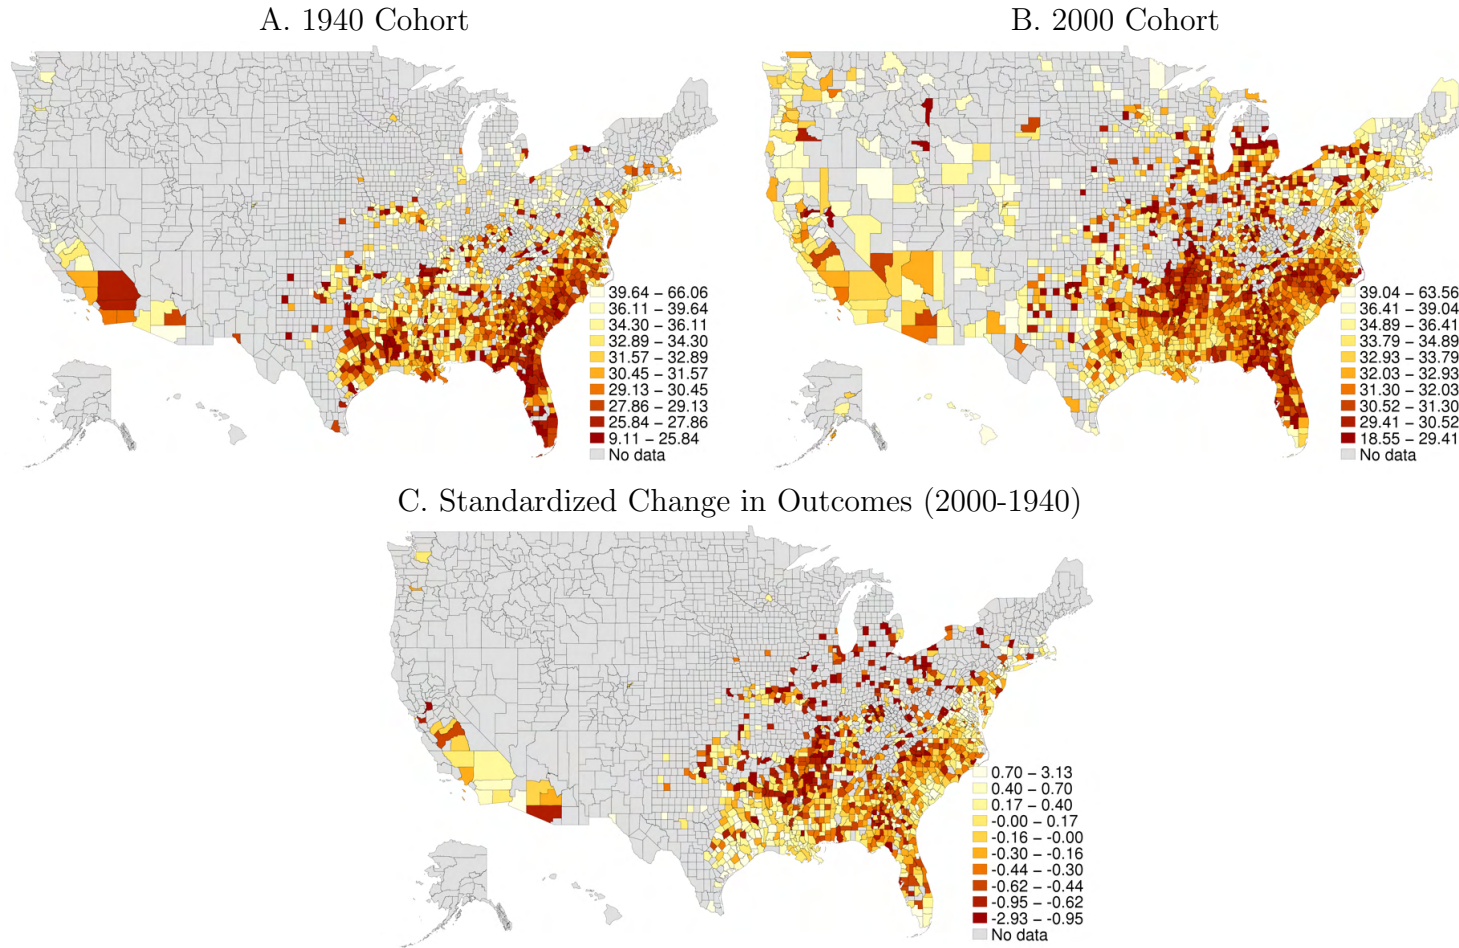 A. 1940 Cohort
39.64 – 66.06
36.11 – 39.64
34.30 – 36.11
32.89 – 34.30
31.57 – 32.89
30.45 – 31.57
29.13 – 30.45
27.86 – 29.13
25.84 – 27.86
9.11 – 25.84
No data
B. 2000 Cohort
39.04 – 63.56
36.41 – 39.04
34.89 – 36.41
33.79 – 34.89
32.93 – 33.79
32.03 – 32.93
31.30 – 32.03
30.52 – 31.30
29.41 – 30.52
18.55 – 29.41
No data
C. Standardized Change in Outcomes (2000-1940)
0.70 – 3.13
0.40 – 0.70
0.17 – 0.40
-0.00 – 0.17
-0.16 – -0.00
-0.30 – -0.16
-0.44 – -0.30
-0.62 – -0.44
-0.95 – -0.62
-2.93 – -0.95
No data